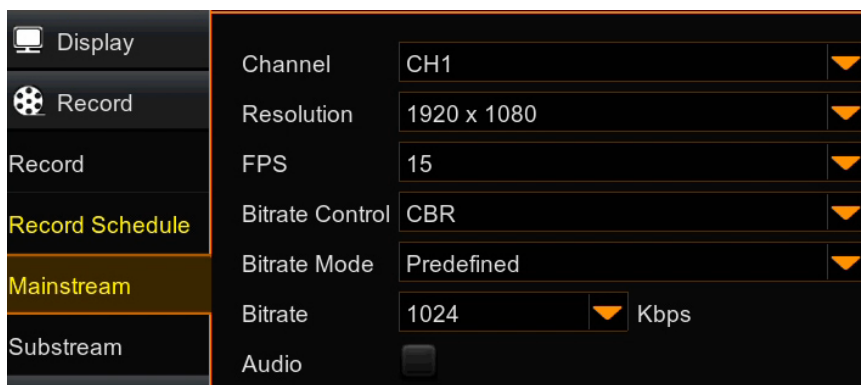 Display
Record
Record
Record Schedule
Mainstream
Substream
Channel CH1
Resolution 1920 x 1080
FPS 15
Bitrate Control CBR
Bitrate Mode Predefined
Bitrate 1024 Kbps
Audio